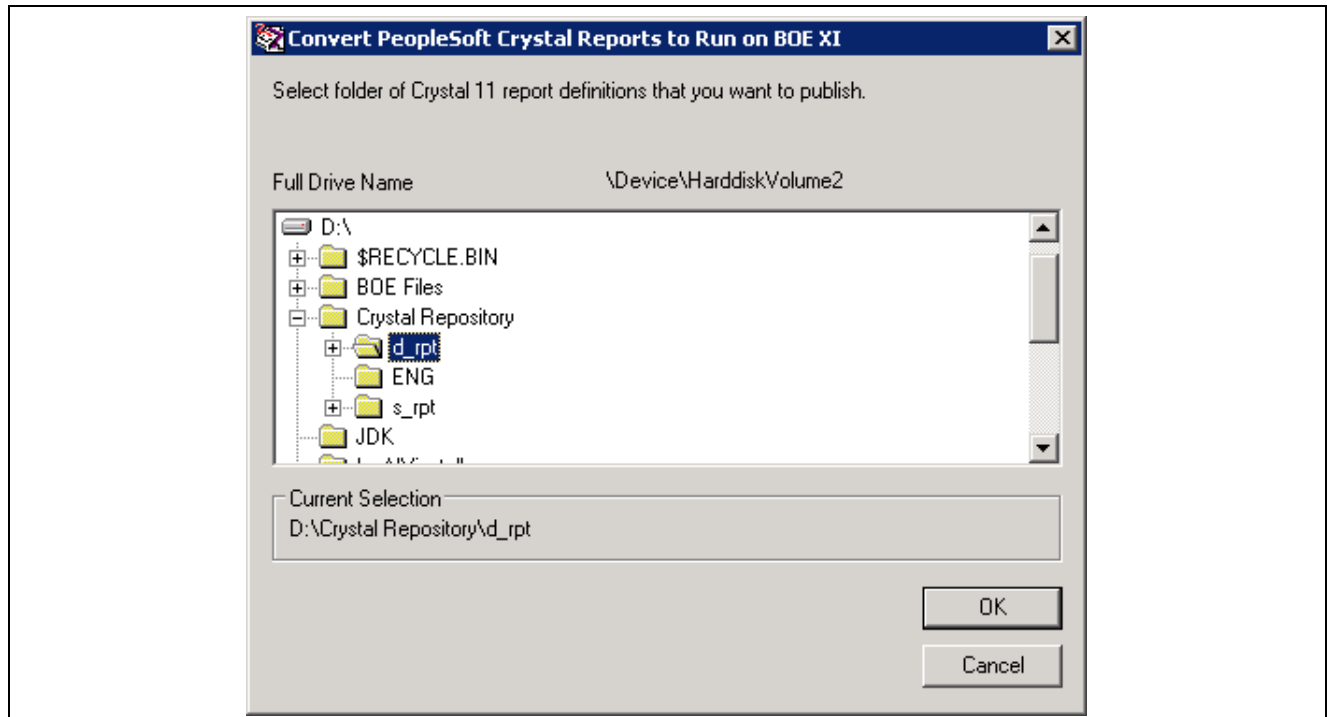 Convert PeopleSoft Crystal Reports to Run on BOE XI
Select folder of Crystal 11 report definitions that you want to publish.
Full Drive Name \Device\HarddiskVolume2
D:\
$RECYCLE.BIN
BOE Files
Crystal Repository
d_rpt
ENG
s_rpt
JDK
Current Selection
D:\Crystal Repository\d_rpt
OK
Cancel